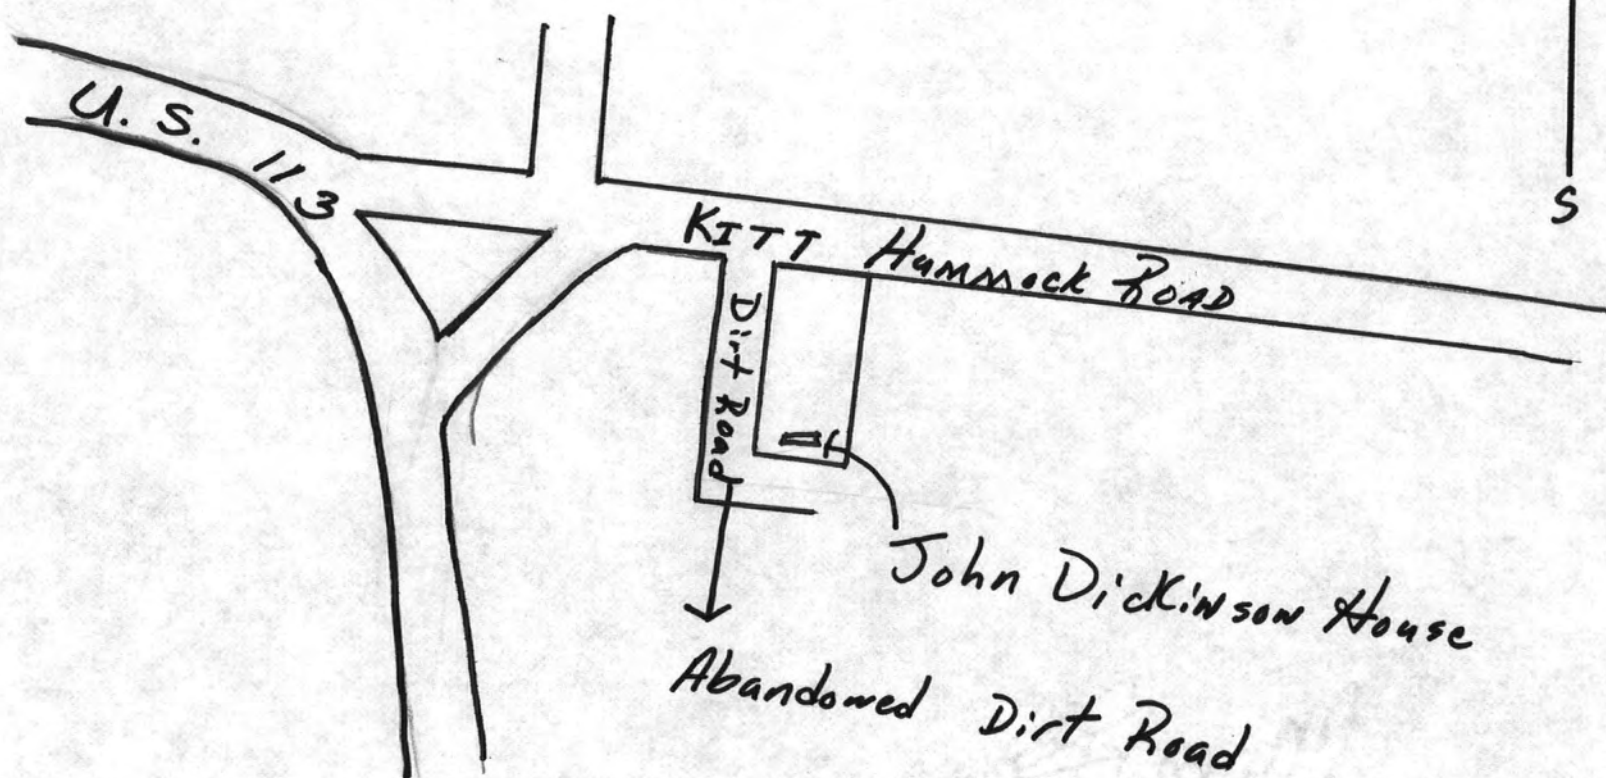 U. S. 113
S
KITT Hummock ROAD
Dirt Road
John Dickinson House
Abandoned Dirt Road